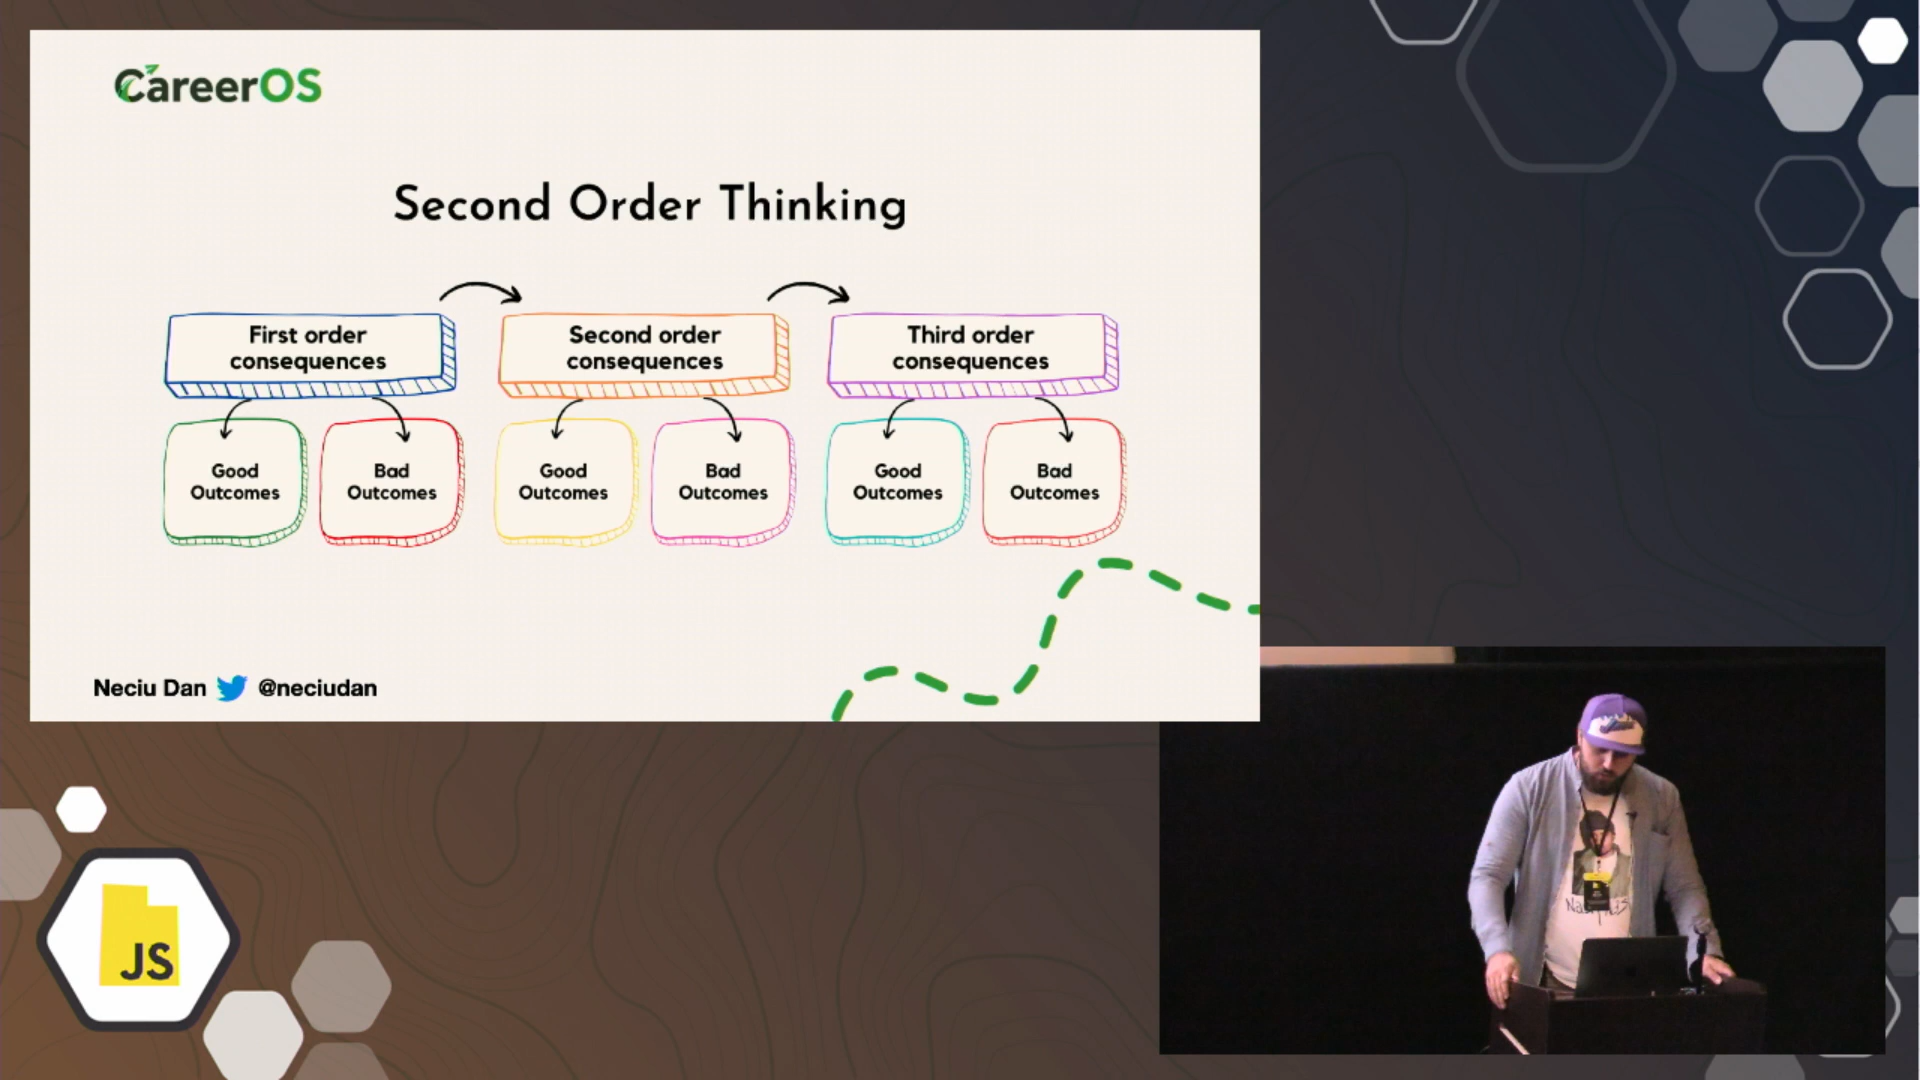 CareerOS
Second Order Thinking
First order
consequences
Second order
consequences
Third order
consequences
Good
Outcomes
Bad
Outcomes
Good
Outcomes
Bad
Outcomes
Good
Outcomes
Bad
Outcomes
Neciu Dan @neciudan
JS